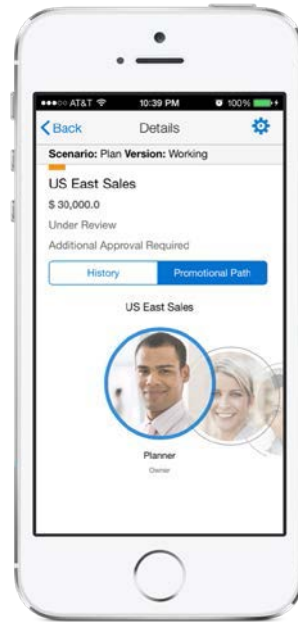 AT&T 10:39 PM 100%
Back Details
Scenario: Plan Version: Working
US East Sales
$ 30,000.0
Under Review
Additional Approval Required
History Promotional Path
US East Sales
Planner
Owner